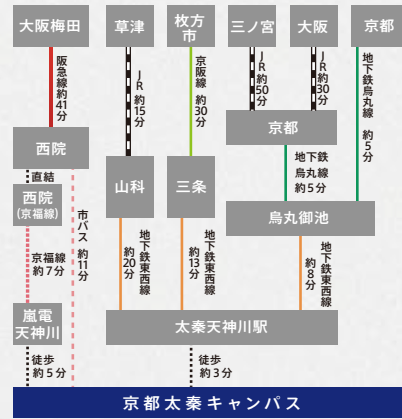 大阪梅田
草津
枚方市
三ノ宮
大阪
京都
阪急線約41分
JR 約15分
京阪線 約30分
JR 約50分
JR 約30分
地下鉄烏丸線 約5分
西院
京都
直結
西院
(京福線)
山科
三条
地下鉄
烏丸線
約5分
市バス 約11分
烏丸御池
京福線
約7分
地下鉄東西線
約20分
地下鉄東西線
約13分
地下鉄東西線
約8分
嵐電
天神川
太秦天神川駅
徒歩
約5分
徒歩
約3分
京都太秦キャンパス